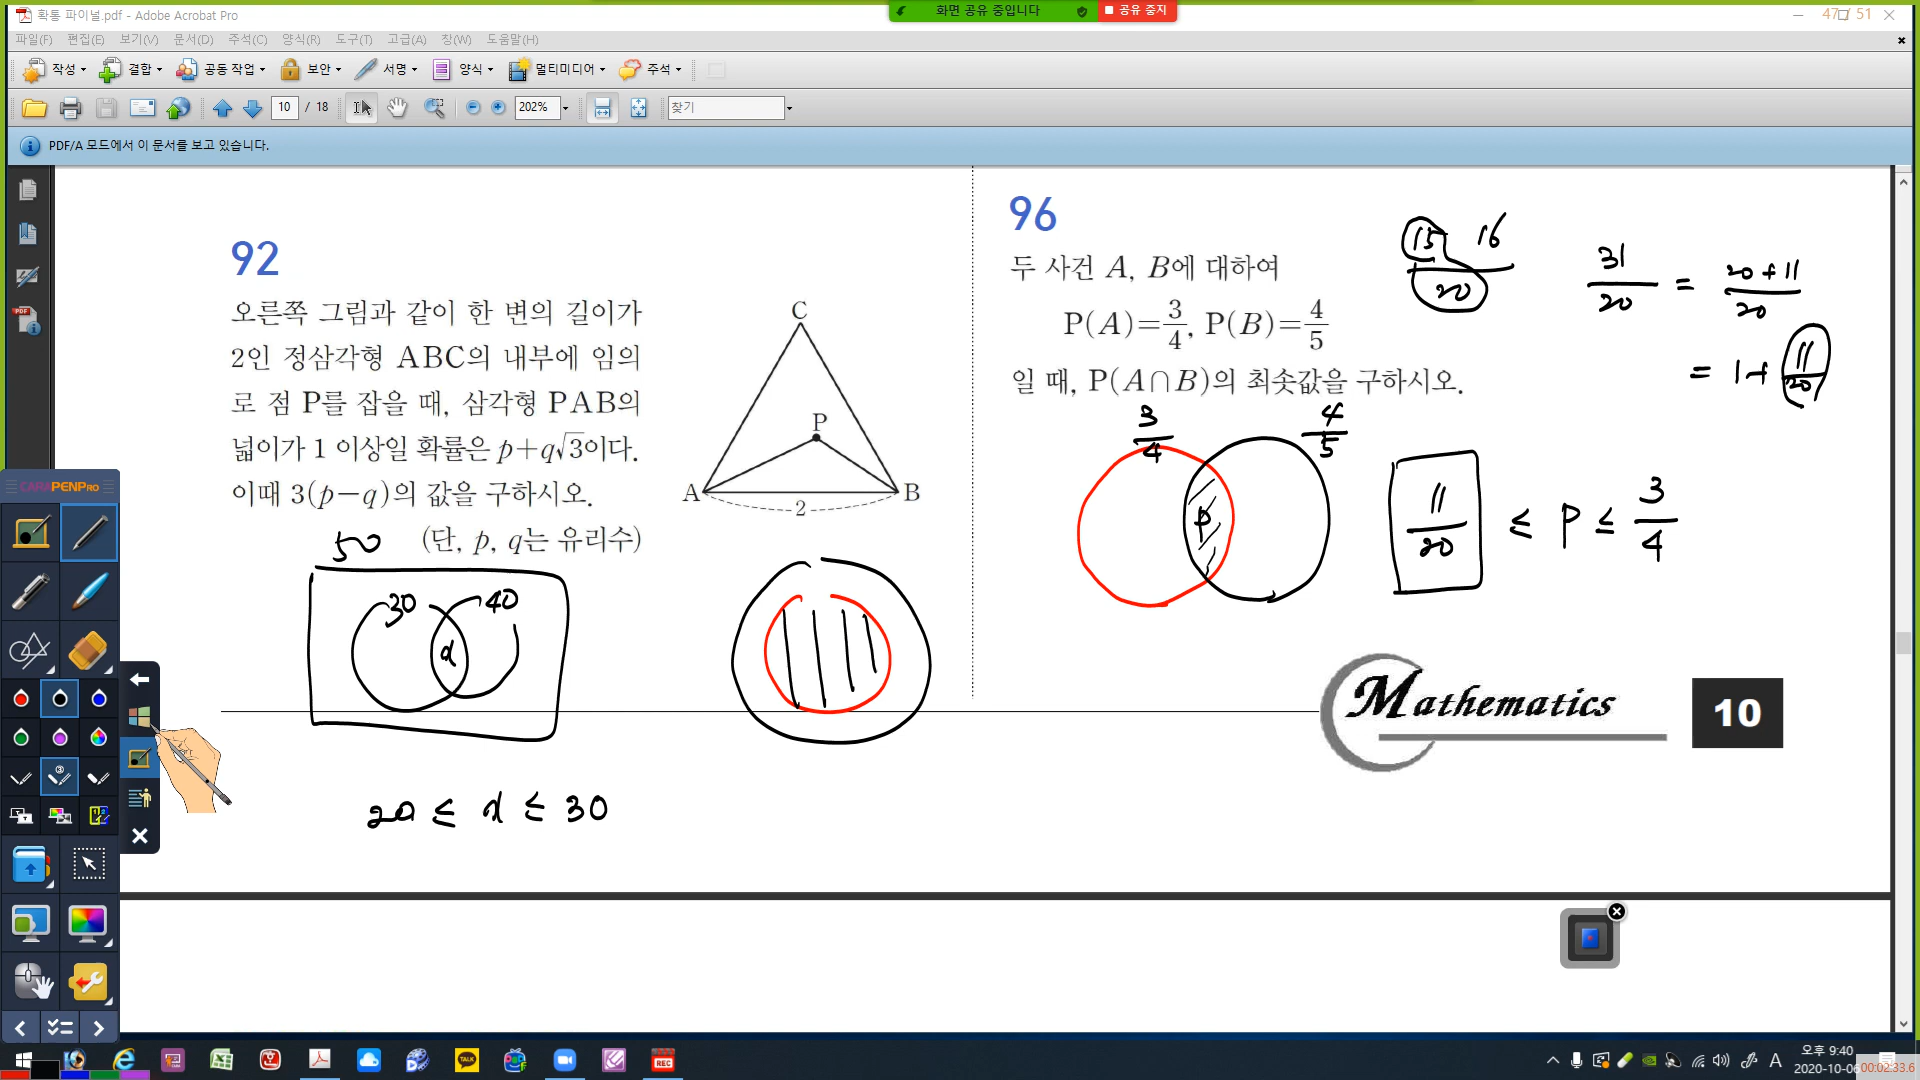 확통 파이널.pdf - Adobe Acrobat Pro
화면 공유 중입니다
공유 중지
47 / 51
파일(F) 편집(E) 보기(V) 문서(D) 주석(C) 양식(R) 도구(T) 고급(A) 창(W) 도움말(H)
작성 결합 공동 작업 보안 서명 양식 멀티미디어 주석
10 / 18 202% 찾기
PDF/A 모드에서 이 문서를 보고 있습니다.
92
오른쪽 그림과 같이 한 변의 길이가
2인 정삼각형 ABC의 내부에 임의
로 점 P를 잡을 때, 삼각형 PAB의
넓이가 1 이상일 확률은 p+q√3이다.
이때 3(p−q)의 값을 구하시오.
(단, p, q는 유리수)
C
P
A
B
2
50
30
40
x
20 ≤ x ≤ 30
96
두 사건 A, B에 대하여
P(A)=3/4, P(B)=4/5
일 때, P(A∩B)의 최솟값을 구하시오.
15 16
20
31/20 = 20+11/20
= 1+ 11/20
3/4
4/5
P
11/20 ≤ P ≤ 3/4
Mathematics
10
CARAPENPRO
TALK
REC
A
오후 9:40
2020-10-06
00:02:33.6